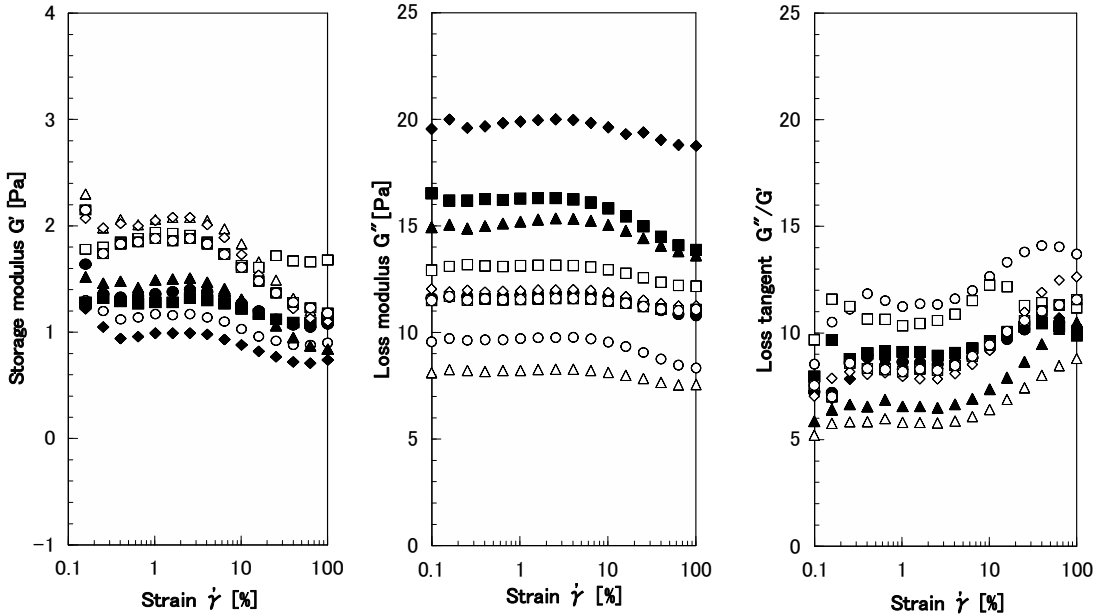 Storage modulus G' [Pa]
4
3
2
1
0
−1
0.1 1 10 100
Strain γ̇ [%]
Loss modulus G″ [Pa]
25
20
15
10
5
0
0.1 1 10 100
Strain γ̇ [%]
Loss tangent G″/G'
25
20
15
10
5
0
0.1 1 10 100
Strain γ̇ [%]